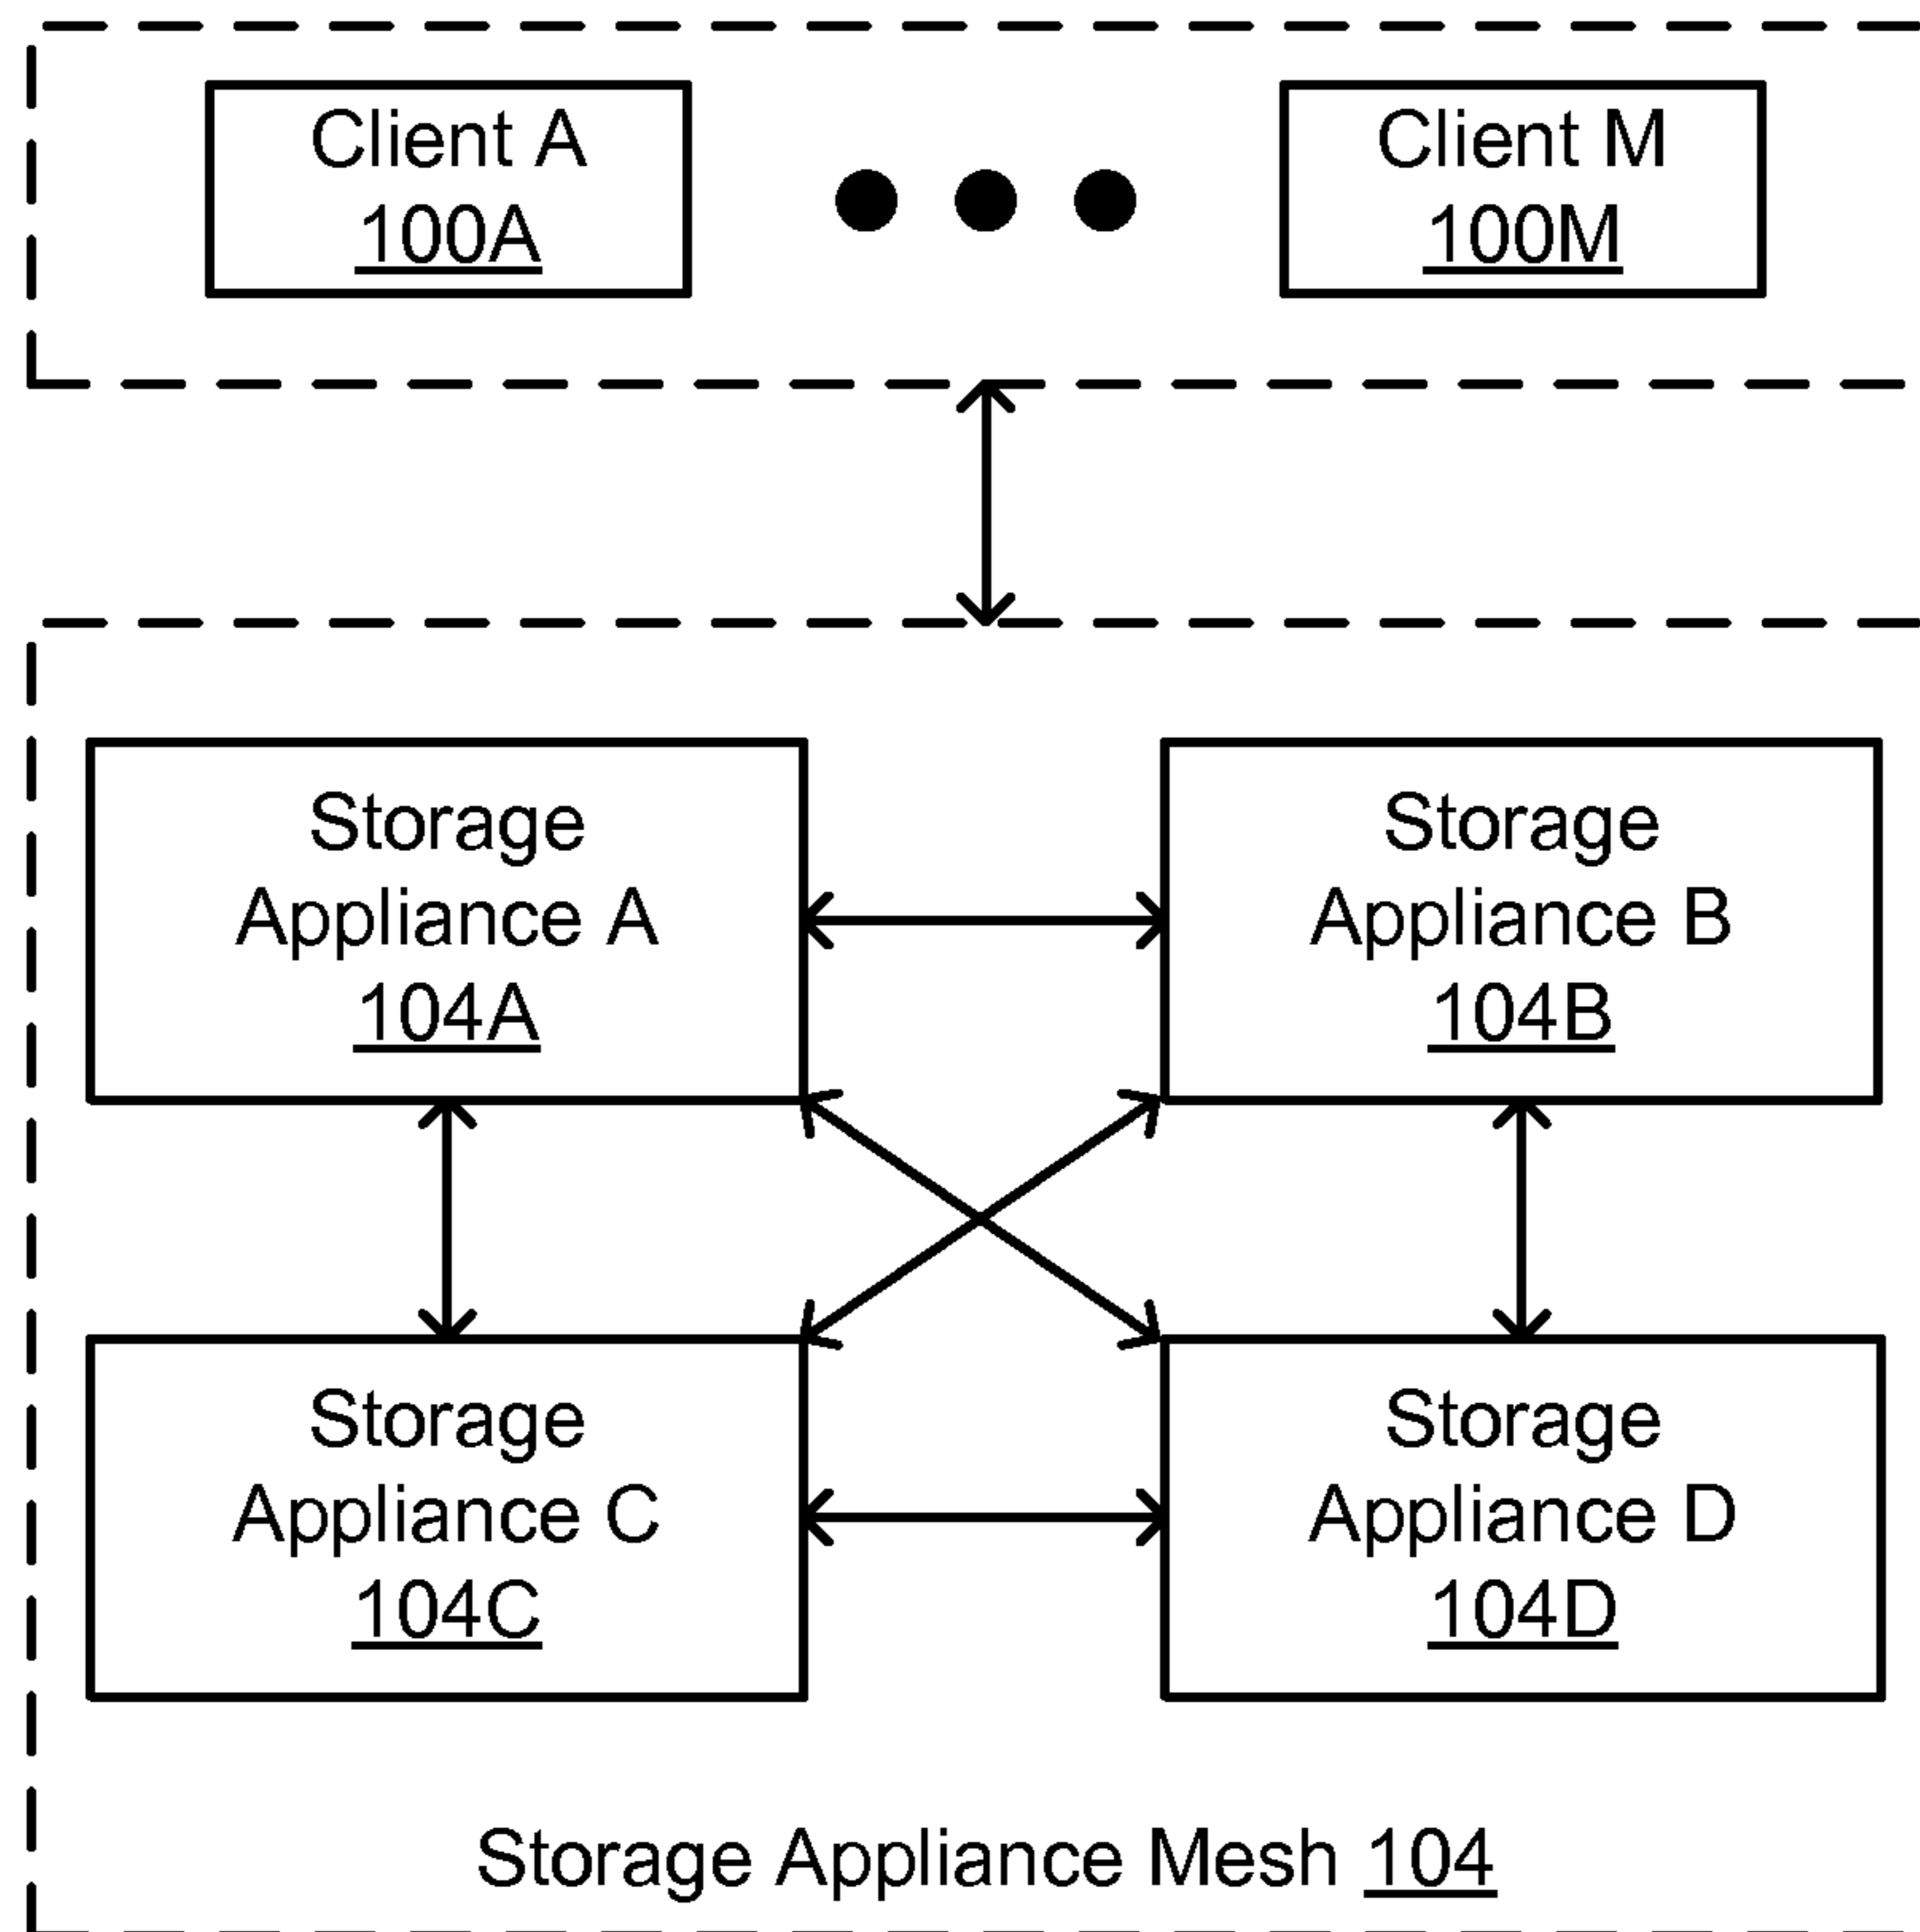 Client A
100A
Client M
100M
Storage
Appliance A
104A
Storage
Appliance B
104B
Storage
Appliance C
104C
Storage
Appliance D
104D
Storage Appliance Mesh 104